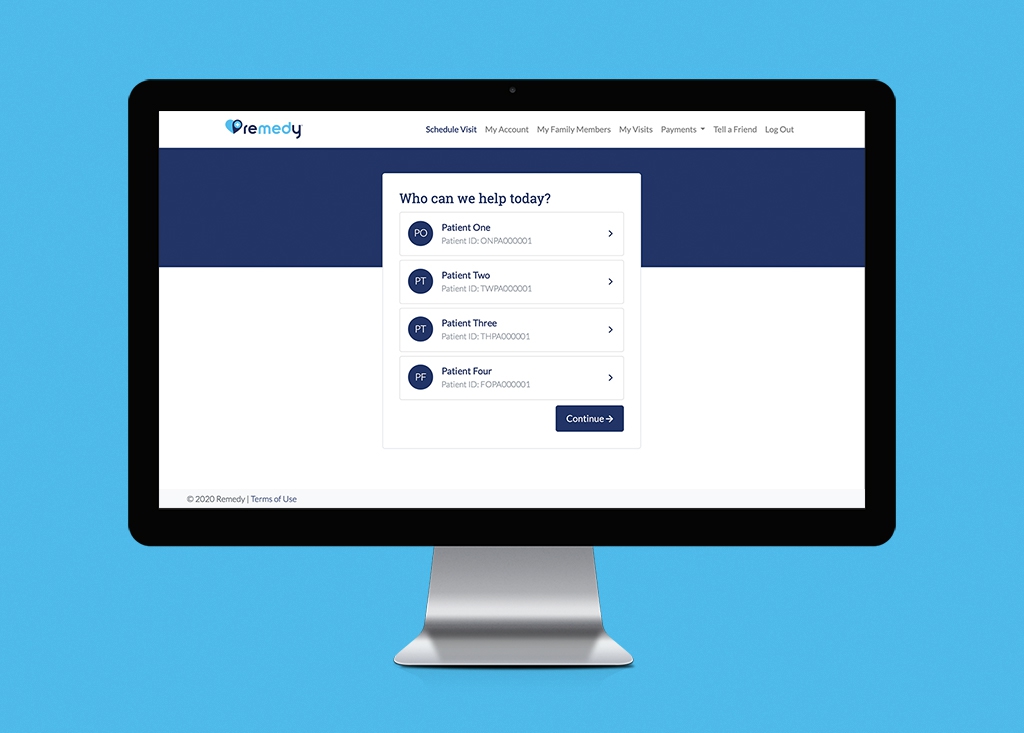 remedy
Schedule Visit My Account My Family Members My Visits Payments Tell a Friend Log Out
Who can we help today?
PO
Patient One
Patient ID: ONPA000001
PT
Patient Two
Patient ID: TWPA000001
PT
Patient Three
Patient ID: THPA000001
PF
Patient Four
Patient ID: FOPA000001
Continue →
© 2020 Remedy | Terms of Use